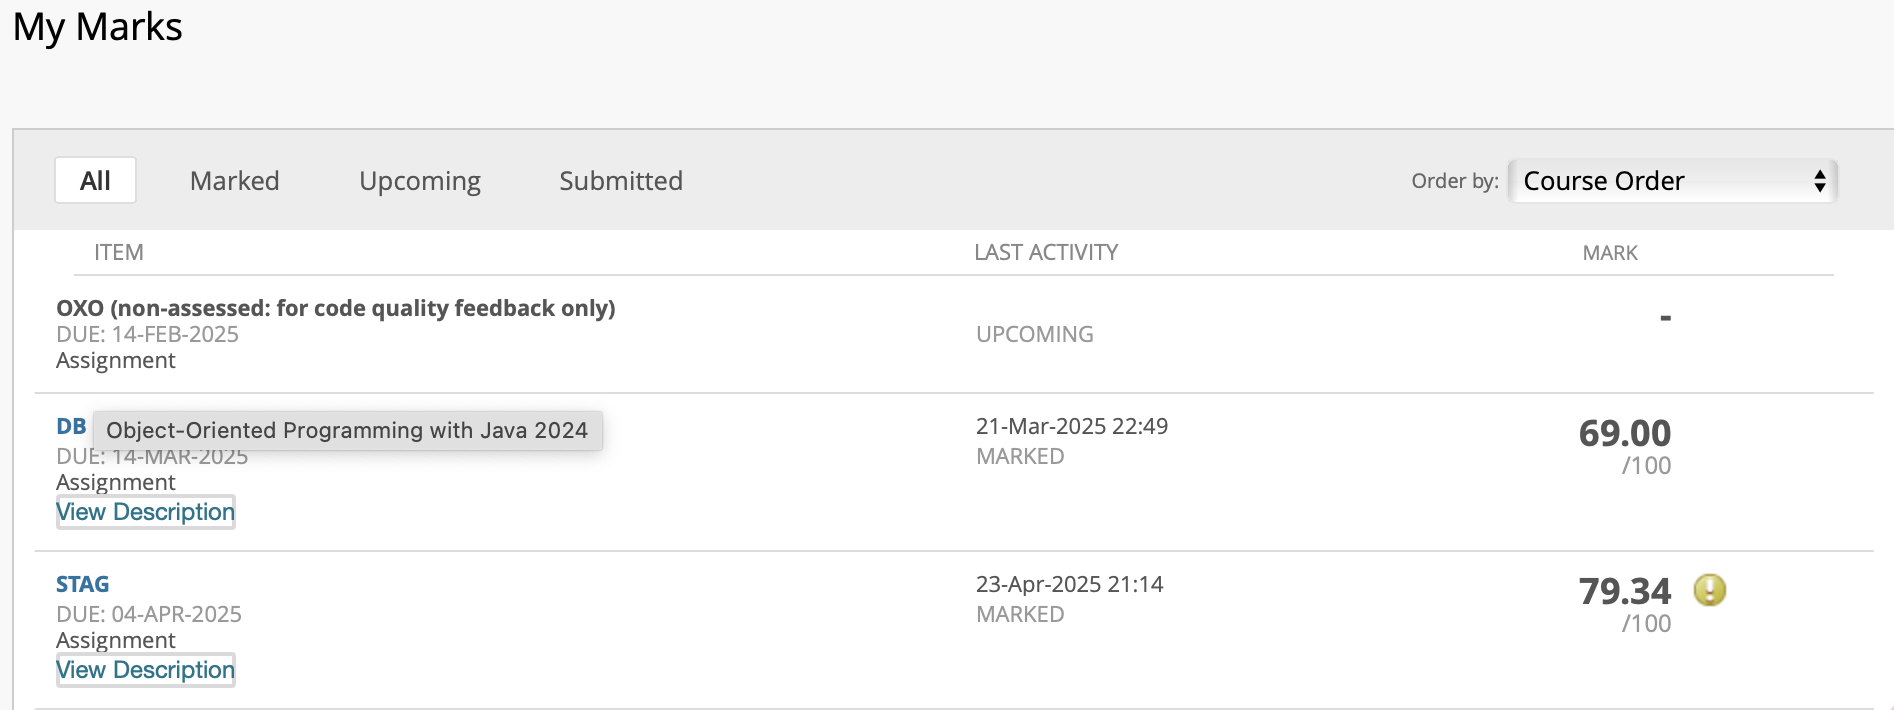 My Marks
All Marked Upcoming Submitted Order by: Course Order
ITEM LAST ACTIVITY MARK
OXO (non-assessed: for code quality feedback only)
DUE: 14-FEB-2025 UPCOMING -
Assignment
DB Object-Oriented Programming with Java 2024 21-Mar-2025 22:49 69.00
DUE: 14-MAR-2025 MARKED /100
Assignment
View Description
STAG 23-Apr-2025 21:14 79.34
DUE: 04-APR-2025 MARKED /100
Assignment
View Description